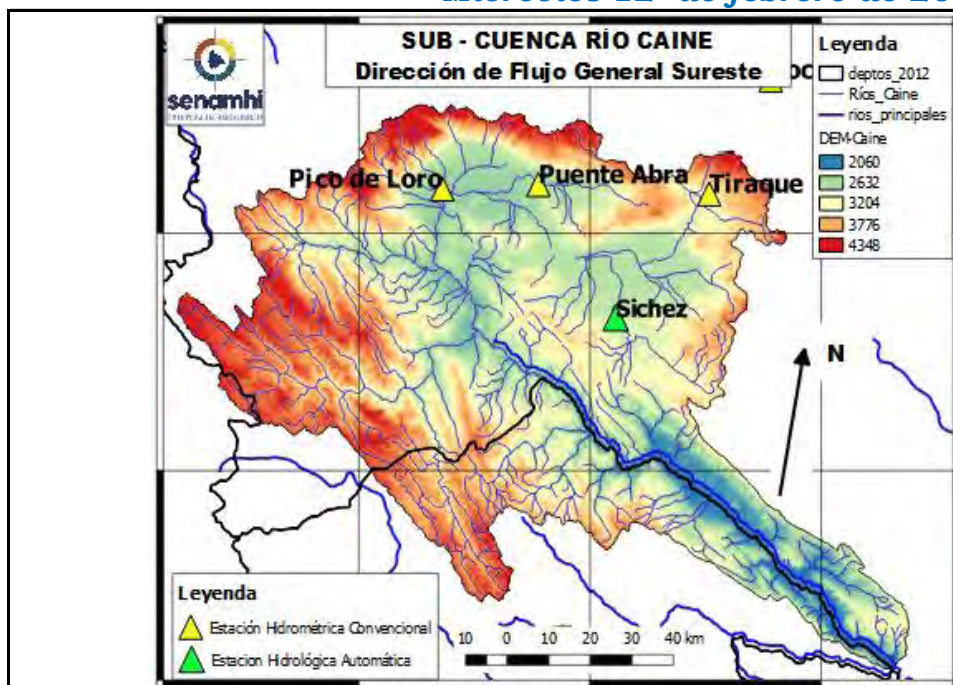 SUB - CUENCA RÍO CAINE
Dirección de Flujo General Sureste
senamhi
Leyenda
deptos_2012
Ríos_Caine
rios_principales
DEM-Caine
2060
2632
3204
3776
4348
Pico de Loro
Puente Abra
Tiraque
Sichez
N
Leyenda
Estación Hidrométrica Convencional
Estacion Hidrológica Automática
10 0 10 20 30 40 km